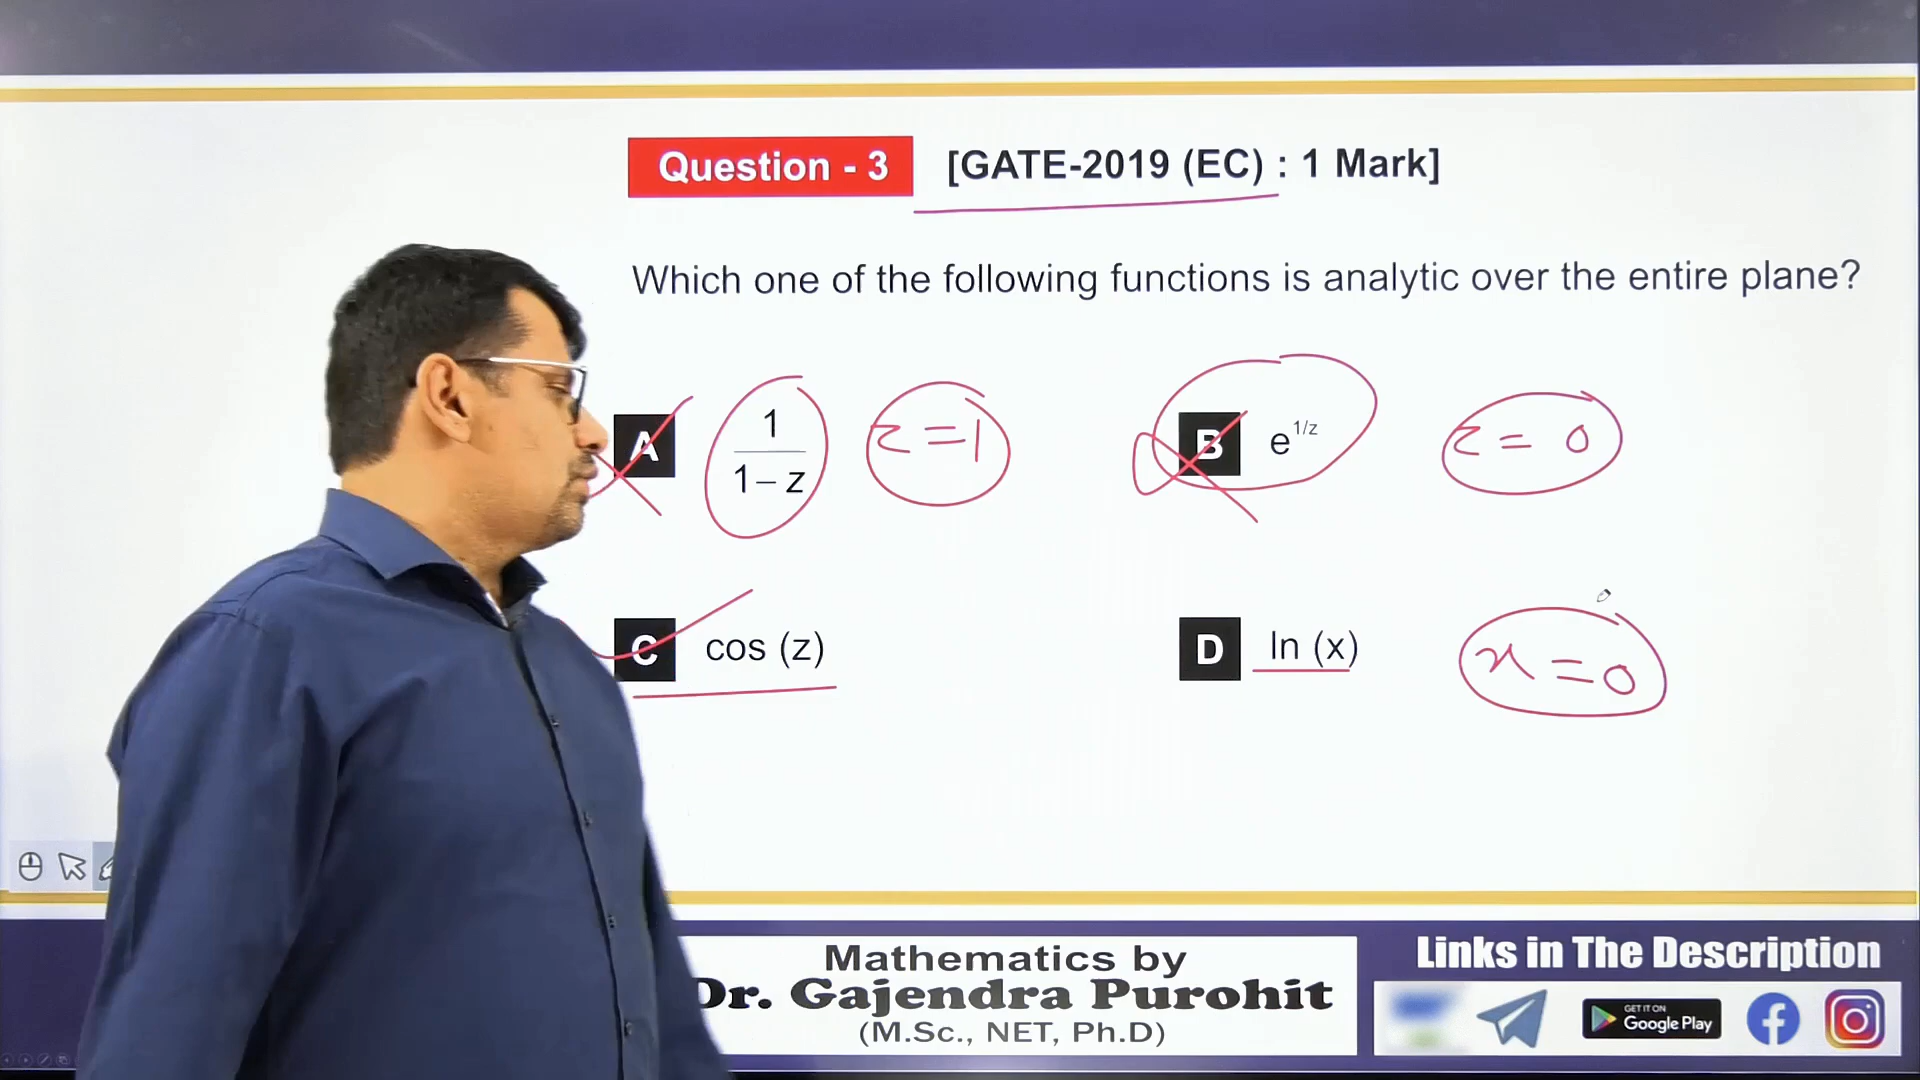 Question - 3 [GATE-2019 (EC) : 1 Mark]
Which one of the following functions is analytic over the entire plane?
A 1/(1 – z) z = 1
B e^1/z z = 0
C cos (z)
D ln (x) x = 0
Mathematics by
Dr. Gajendra Purohit
(M.Sc., NET, Ph.D)
Links in The Description
GET IT ON
Google Play